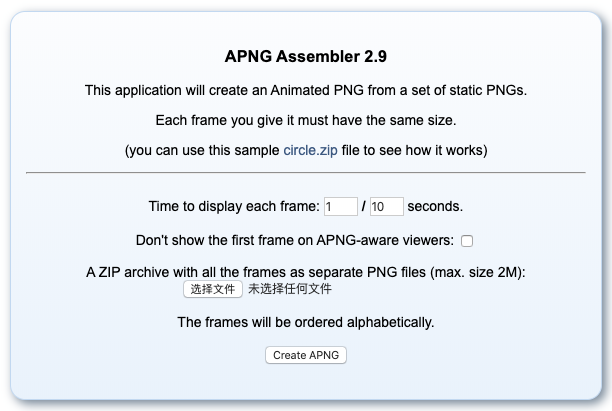 APNG Assembler 2.9
This application will create an Animated PNG from a set of static PNGs.
Each frame you give it must have the same size.
(you can use this sample circle.zip file to see how it works)
Time to display each frame: 1 / 10 seconds.
Don't show the first frame on APNG-aware viewers:
A ZIP archive with all the frames as separate PNG files (max. size 2M):
选择文件 未选择任何文件
The frames will be ordered alphabetically.
Create APNG